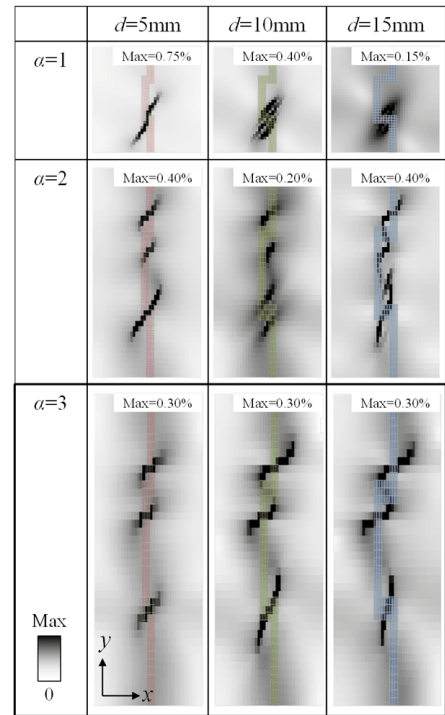 d=5mm d=10mm d=15mm
α=1 Max=0.75% Max=0.40% Max=0.15%
α=2 Max=0.40% Max=0.20% Max=0.40%
α=3 Max=0.30% Max=0.30% Max=0.30%
Max
0
y
x